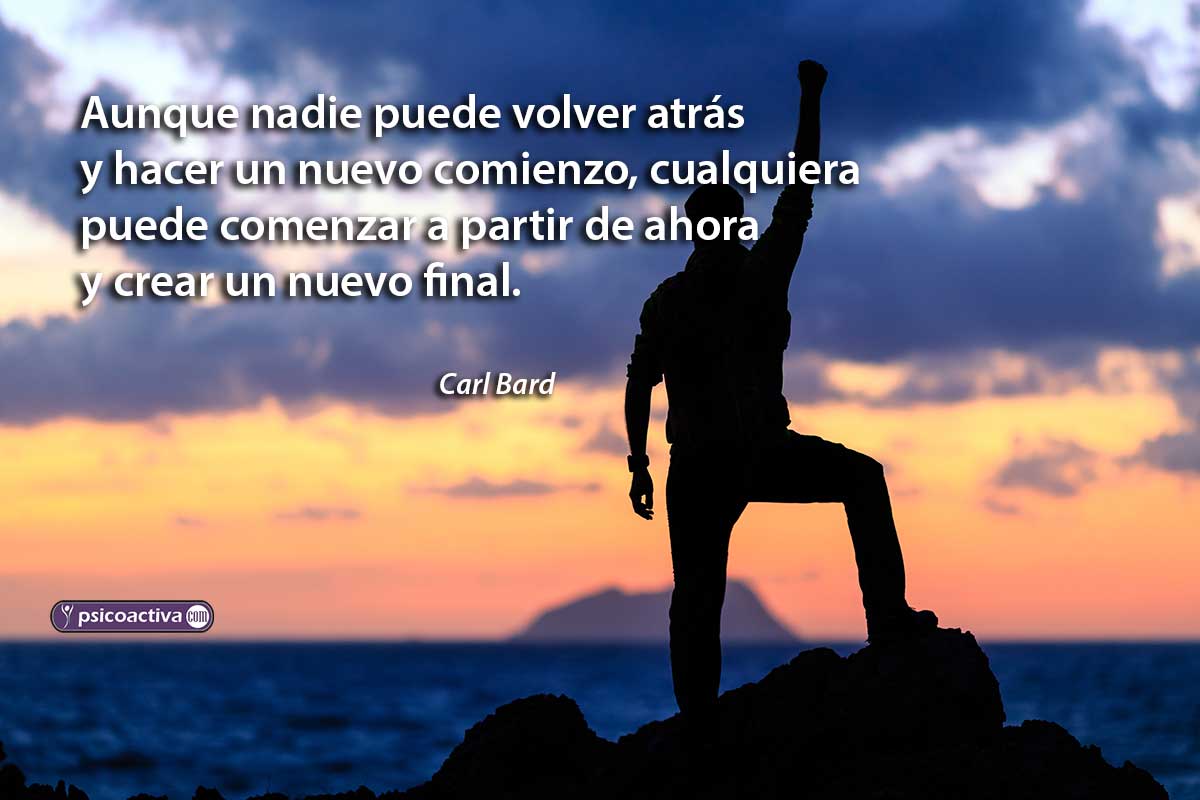 Aunque nadie puede volver atrás
y hacer un nuevo comienzo, cualquiera
puede comenzar a partir de ahora
y crear un nuevo final.
Carl Bard
psicoactiva com